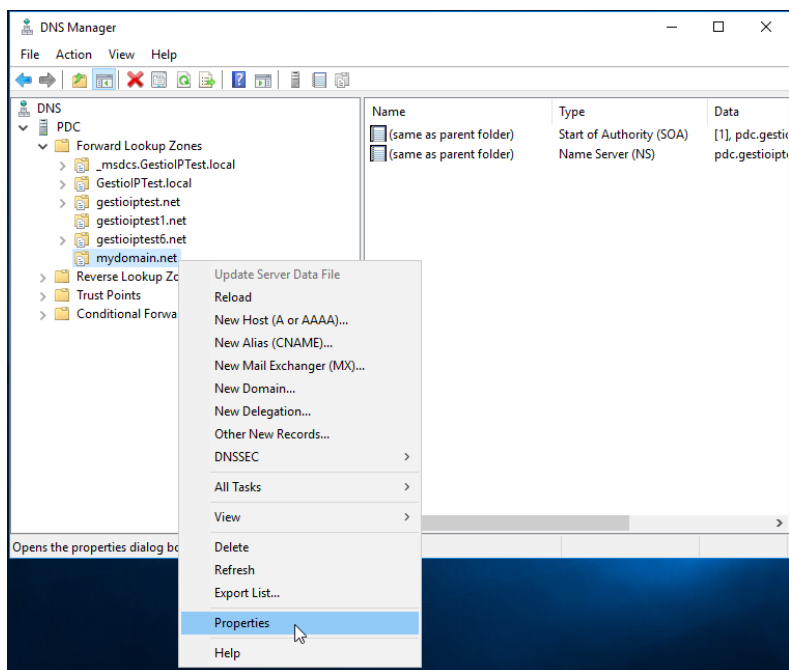 DNS Manager
File Action View Help
DNS
PDC
Forward Lookup Zones
_msdcs.GestioIPTest.local
GestioIPTest.local
gestioiptest.net
gestioiptest1.net
gestioiptest6.net
mydomain.net
Reverse Lookup Zo
Trust Points
Conditional Forwa
Name Type Data
(same as parent folder) Start of Authority (SOA) [1], pdc.gestio
(same as parent folder) Name Server (NS) pdc.gestioipt
Update Server Data File
Reload
New Host (A or AAAA)...
New Alias (CNAME)...
New Mail Exchanger (MX)...
New Domain...
New Delegation...
Other New Records...
DNSSEC
All Tasks
View
Delete
Refresh
Export List...
Properties
Help
Opens the properties dialog bo